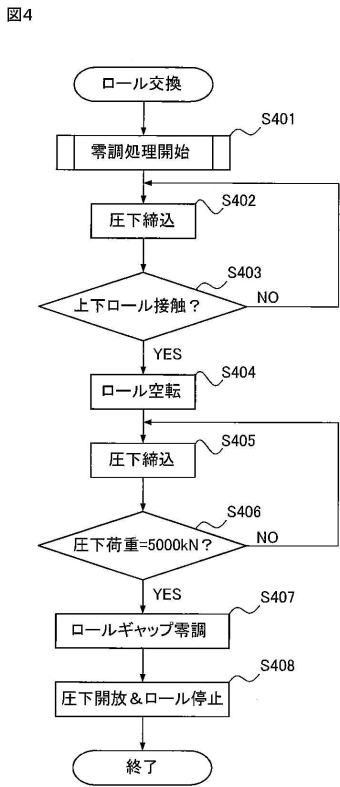 図4
ロール交換
S401
零調処理開始
S402
圧下締込
S403
上下ロール接触？
NO
YES
S404
ロール空転
S405
圧下締込
S406
圧下荷重=5000kN？
NO
YES
S407
ロールギャップ零調
S408
圧下開放＆ロール停止
終了